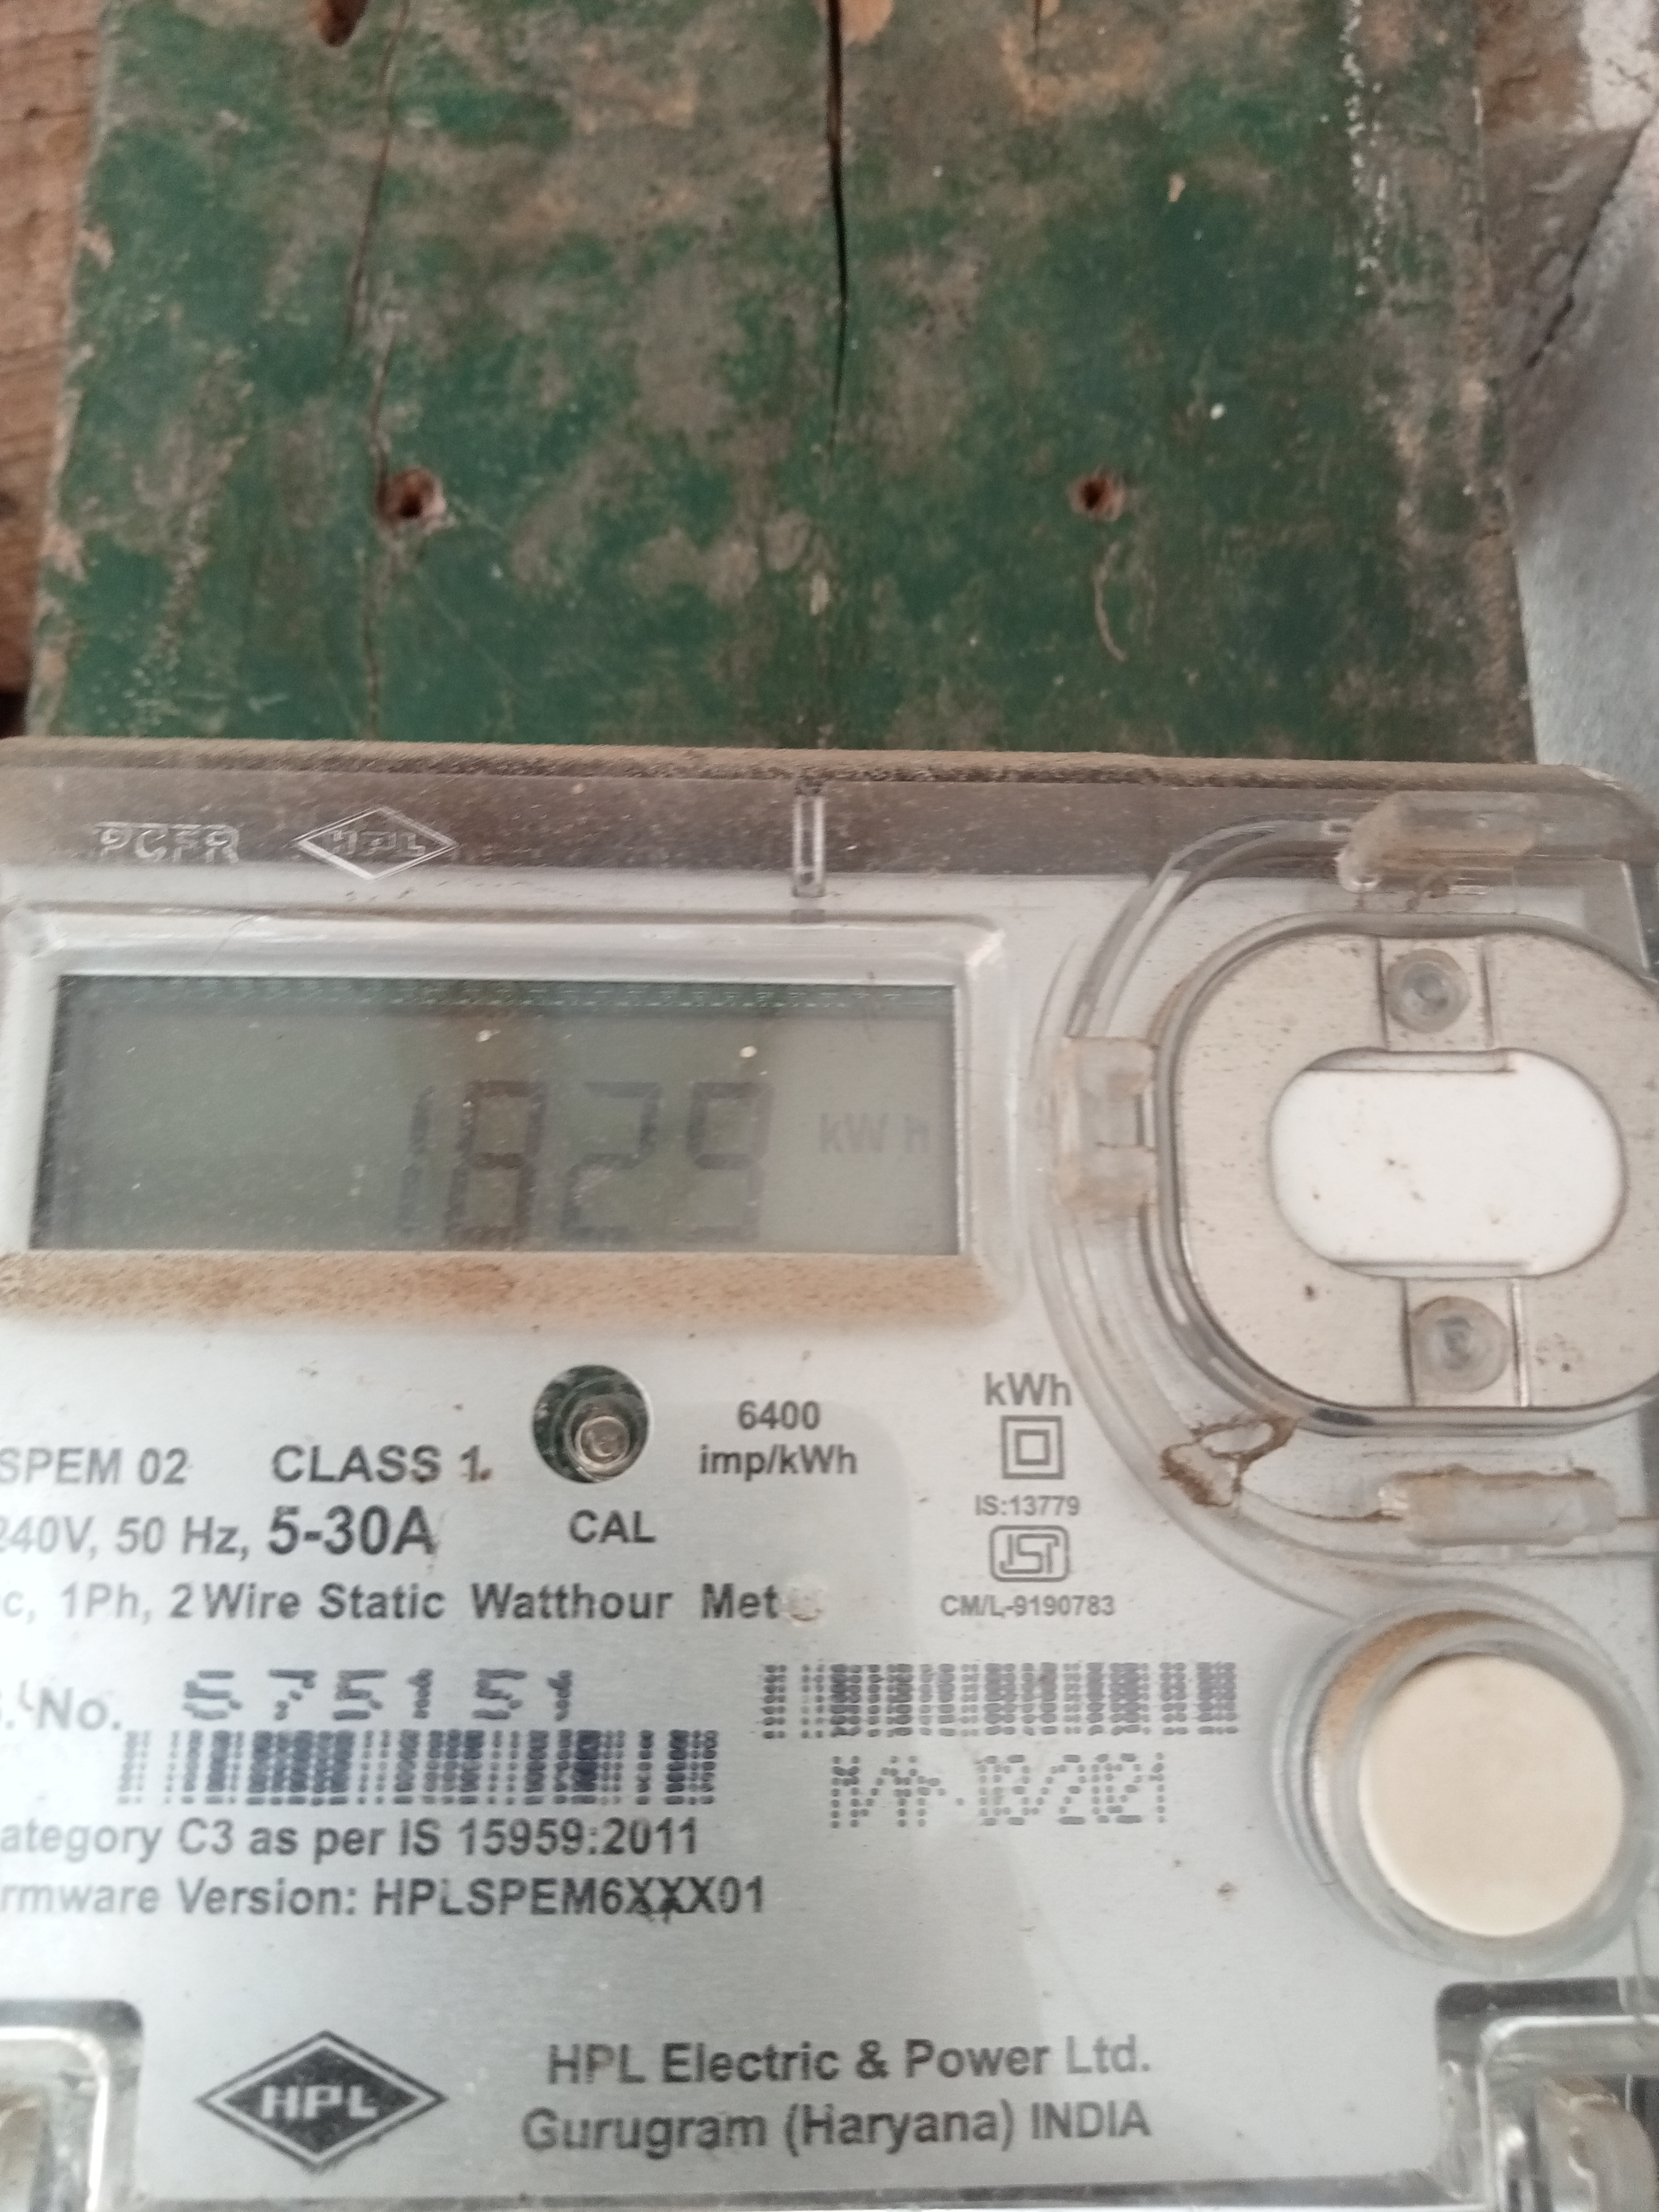 PCFR HPL
1829 kWh
6400
imp/kWh
kWh
SPEM 02 CLASS 1.
240V, 50 Hz, 5-30A
CAL
IS:13779
ISI
c, 1Ph, 2 Wire Static Watthour Met
CM/L-9190783
No. 575151
ategory C3 as per IS 15959:2011
rmware Version: HPLSPEM6XXX01
HPL
HPL Electric & Power Ltd.
Gurugram (Haryana) INDIA